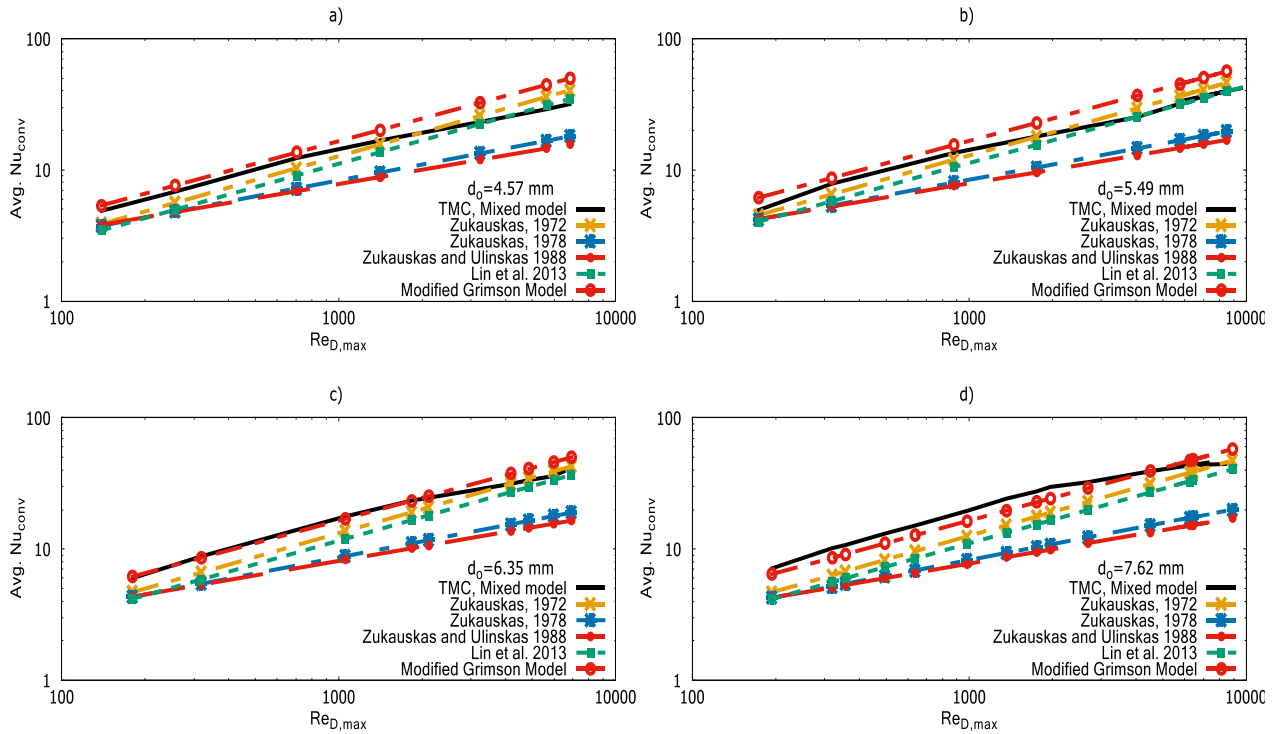 a)
100
10
1
Avg. Nu_conv
d_o=4.57 mm
TMC, Mixed model
Zukauskas, 1972
Zukauskas, 1978
Zukauskas and Ulinskas 1988
Lin et al. 2013
Modified Grimson Model
100
1000
10000
Re_D,max
b)
100
10
1
Avg. Nu_conv
d_o=5.49 mm
TMC, Mixed model
Zukauskas, 1972
Zukauskas, 1978
Zukauskas and Ulinskas 1988
Lin et al. 2013
Modified Grimson Model
100
1000
10000
Re_D,max
c)
100
10
1
Avg. Nu_conv
d_o=6.35 mm
TMC, Mixed model
Zukauskas, 1972
Zukauskas, 1978
Zukauskas and Ulinskas 1988
Lin et al. 2013
Modified Grimson Model
100
1000
10000
Re_D,max
d)
100
10
1
Avg. Nu_conv
d_o=7.62 mm
TMC, Mixed model
Zukauskas, 1972
Zukauskas, 1978
Zukauskas and Ulinskas 1988
Lin et al. 2013
Modified Grimson Model
100
1000
10000
Re_D,max